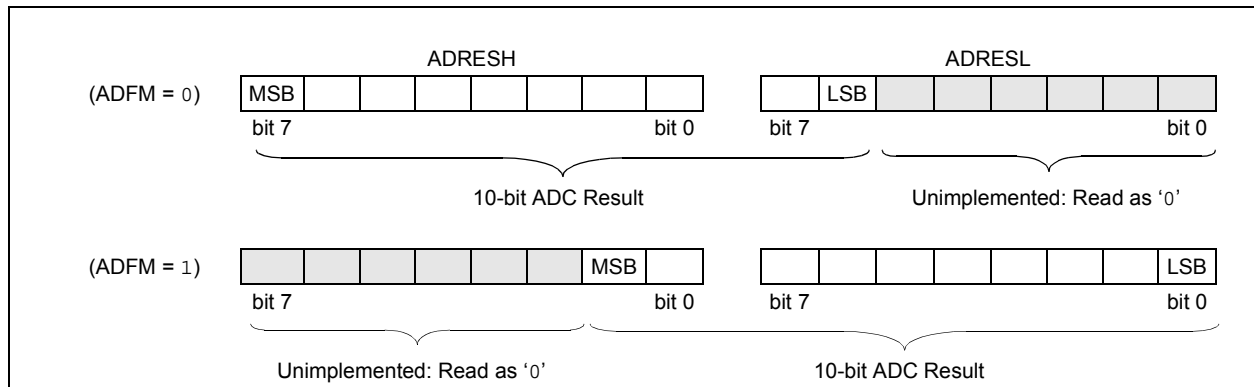 ADRESH ADRESL
(ADFM = 0) MSB LSB
bit 7 bit 0 bit 7 bit 0
10-bit ADC Result Unimplemented: Read as ‘0’
(ADFM = 1) MSB LSB
bit 7 bit 0 bit 7 bit 0
Unimplemented: Read as ‘0’ 10-bit ADC Result